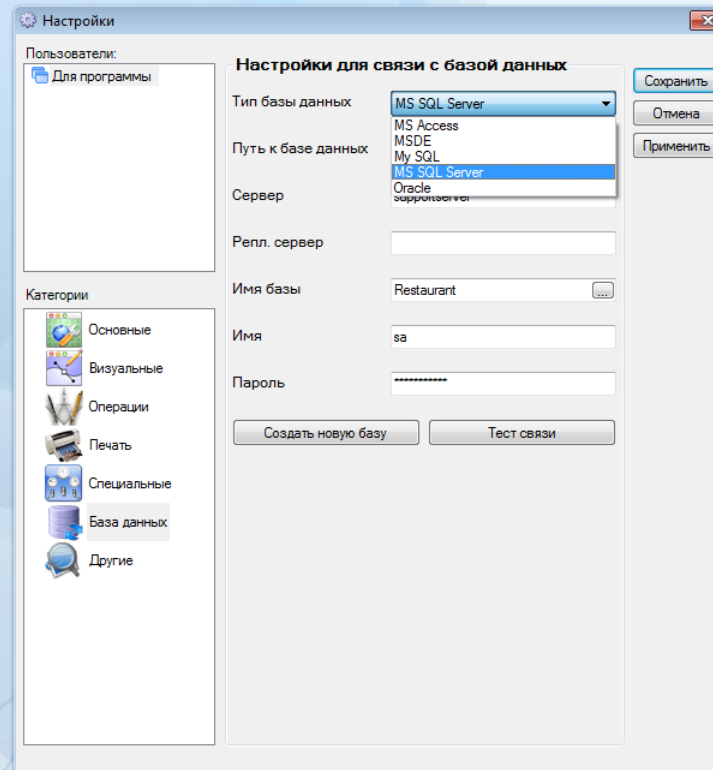 Настройки
Пользователи:
Для программы
Категории
Основные
Визуальные
Операции
Печать
Специальные
База данных
Другие
Настройки для связи с базой данных
Тип базы данных
MS SQL Server
MS Access
MSDE
My SQL
MS SQL Server
Oracle
Путь к базе данных
Сервер
supportserver
Репл. сервер
Имя базы
Restaurant
...
Имя
sa
Пароль
***********
Создать новую базу
Тест связи
Сохранить
Отмена
Применить